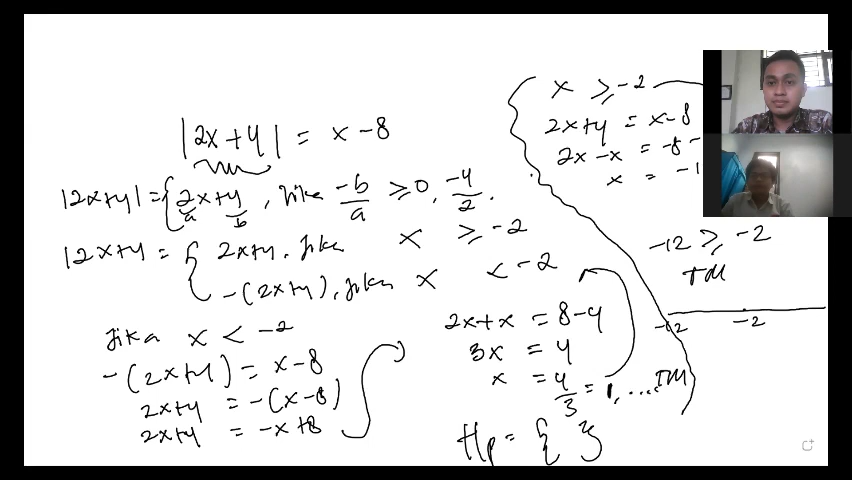 |2x+4| = x-8
|2x+4| = { 2x+4, jika -b/a ≥ 0, -4/2.
a b
|2x+4 = { 2x+4, jika x ≥ -2
-(2x+4), jika x < -2
Jika x < -2
-(2x+4) = x-8
2x+4 = -(x-8)
2x+4 = -x+8
2x+x = 8-4
3x = 4
x = 4/3 = 1,....TM
Hp = { }
x ≥ -2
2x+4 = x-8
2x-x = -8-
x = -1
-12 ≥ -2
TM
-12 -2